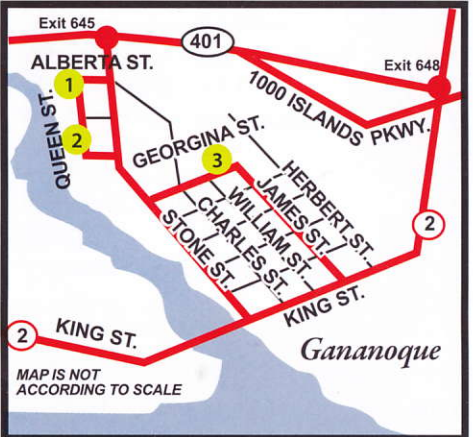 Exit 645
401
ALBERTA ST.
Exit 648
1
1000 ISLANDS PKWY.
QUEEN ST.
2
GEORGINA ST.
3
HERBERT ST.
JAMES ST.
WILLIAM ST.
CHARLES ST.
STONE ST.
2
KING ST.
2
KING ST.
Gananoque
MAP IS NOT
ACCORDING TO SCALE